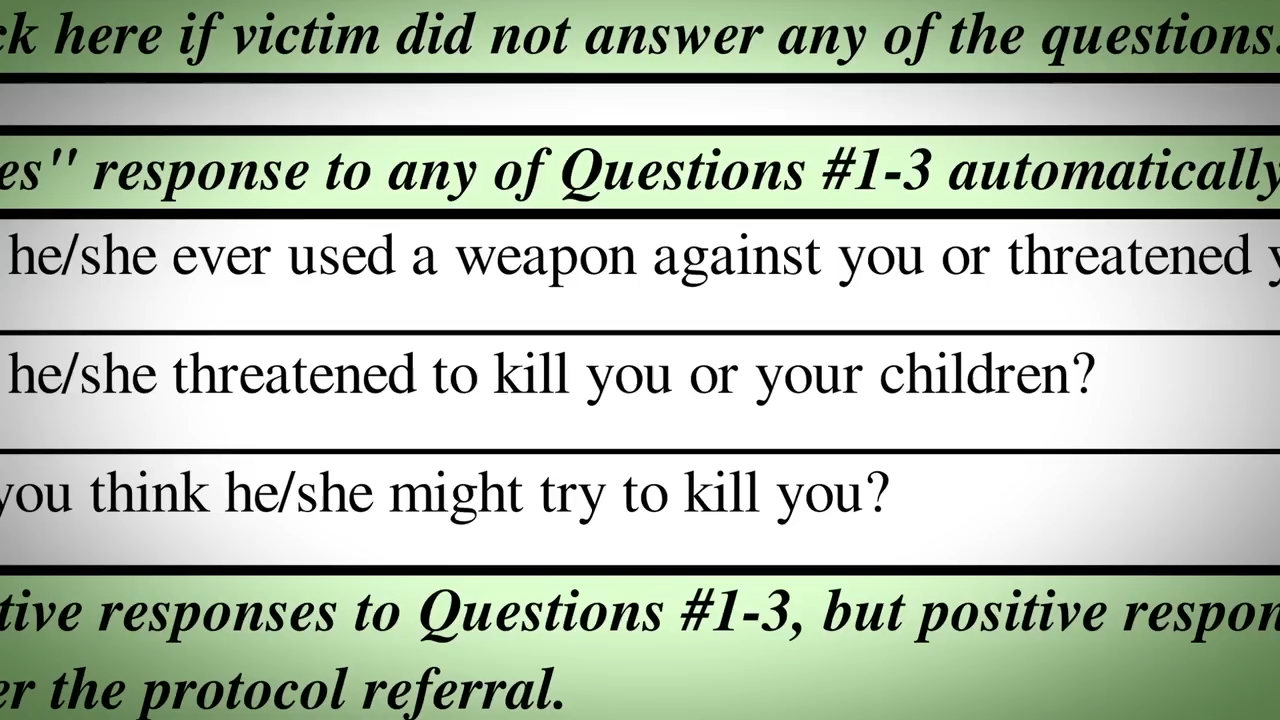 ck here if victim did not answer any of the questions.
es" response to any of Questions #1-3 automatically
he/she ever used a weapon against you or threatened y
he/she threatened to kill you or your children?
you think he/she might try to kill you?
tive responses to Questions #1-3, but positive respon
er the protocol referral.